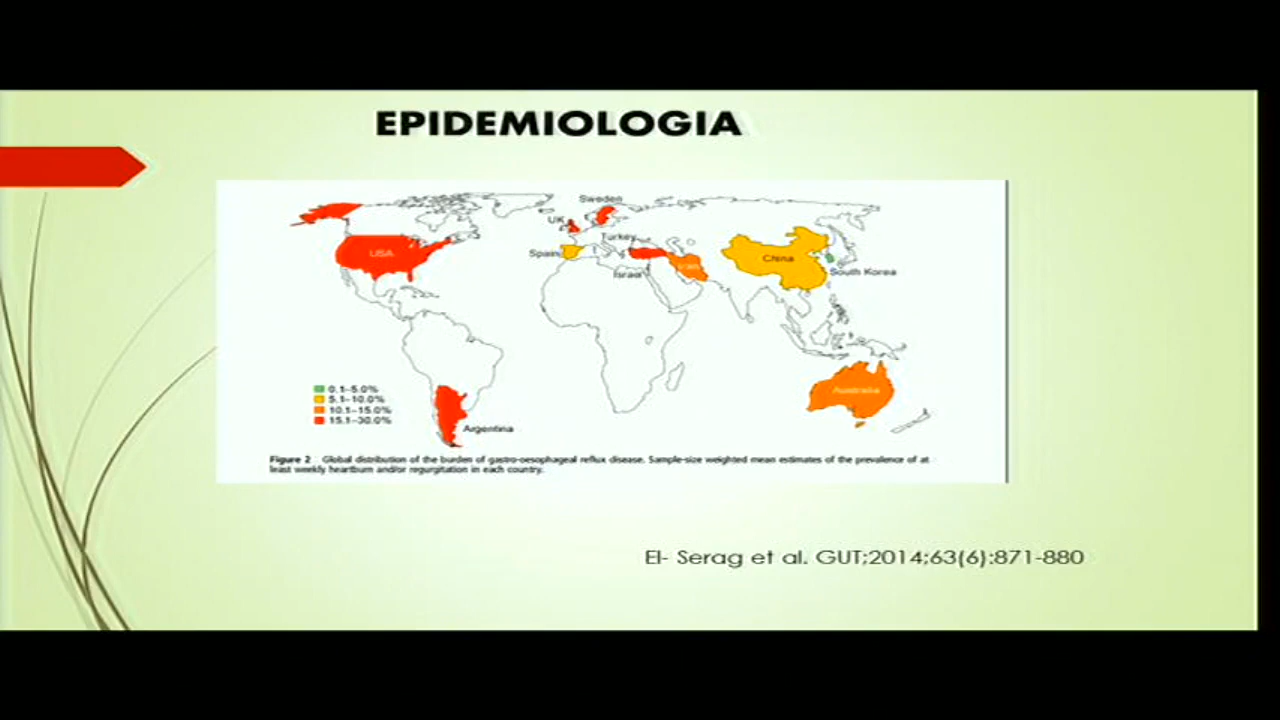 EPIDEMIOLOGIA
Sweden
UK
USA
Turkey
Spain
Iran
China
Israel
South Korea
0.1–5.0%
5.1–10.0%
10.1–15.0%
15.1–30.0%
Australia
Argentina
Figure 2 Global distribution of the burden of gastro-oesophageal reflux disease. Sample-size weighted mean estimates of the prevalence of at
least weekly heartburn and/or regurgitation in each country.
El- Serag et al. GUT;2014;63(6):871-880